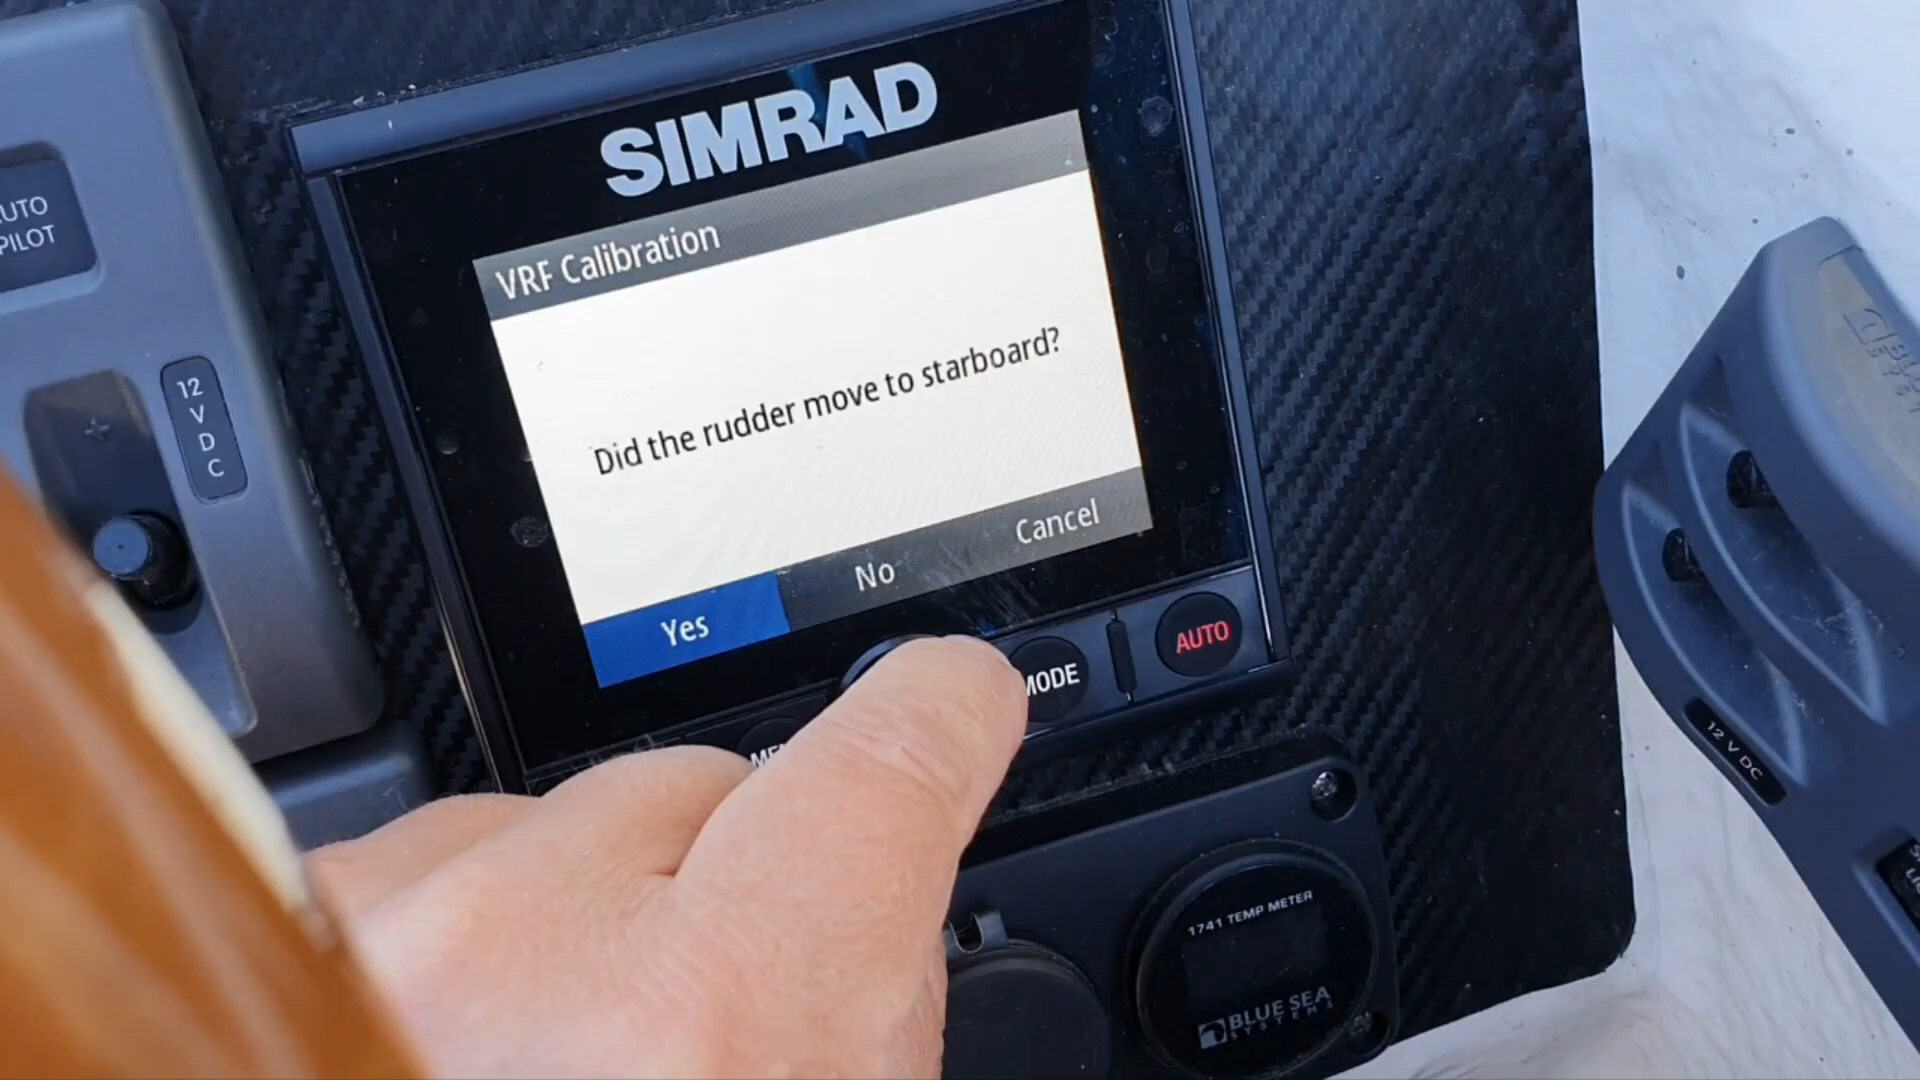 SIMRAD
VRF Calibration
Did the rudder move to starboard?
Yes
No
Cancel
MODE
AUTO
PILOT
12
V
D
C
12 V DC
1741 TEMP METER
BLUE SEA
SYSTEMS